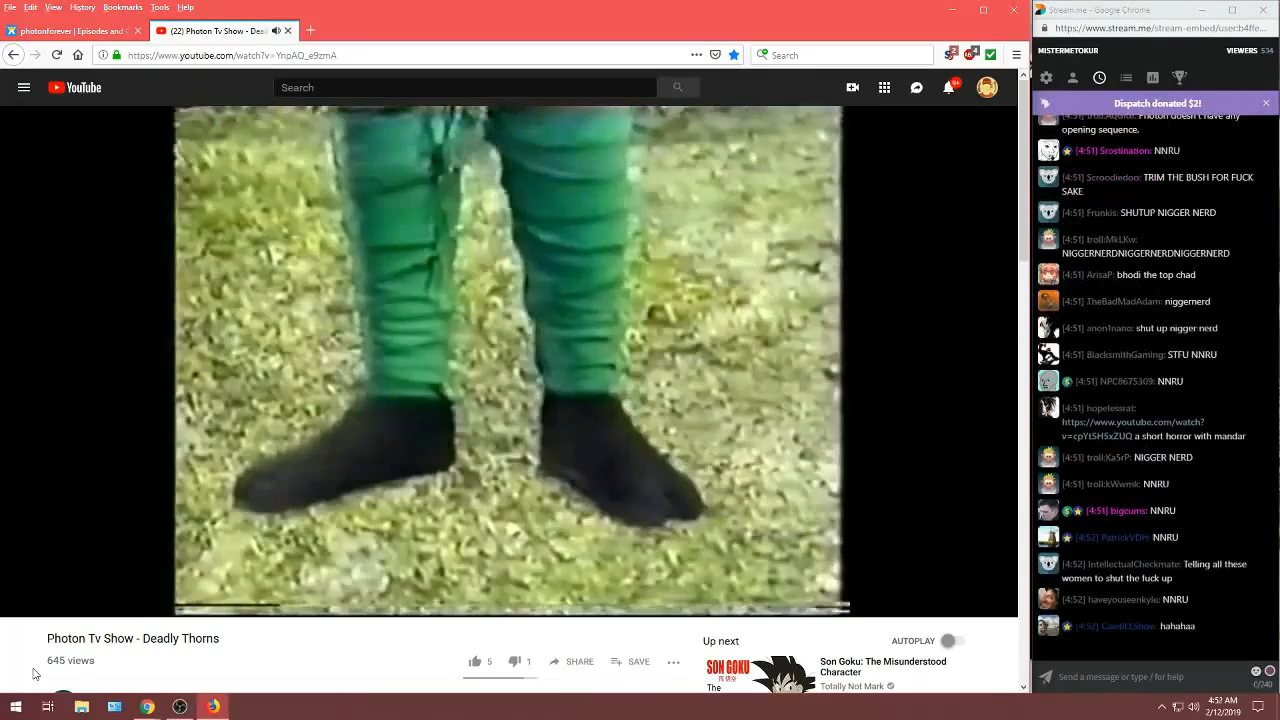 File Edit View History Bookmarks Tools Help
photonforever | Episodes and C
(22) Photon Tv Show - Deadl
https://www.youtube.com/watch?v=YnpAQ_e9zmA
Search
YouTube
Search
9+
Photon Tv Show - Deadly Thorns
645 views
5
1
SHARE
SAVE
Up next
AUTOPLAY
SON GOKU
The
Son Goku: The Misunderstood
Character
Totally Not Mark
Stream.me - Google Chrome
https://www.stream.me/stream-embed/user:b4ffe...
MISTERMETOKUR
VIEWERS 534
Dispatch donated $2!
opening sequence.
[4:51] Srostination: NNRU
[4:51] Scroodiedoo: TRIM THE BUSH FOR FUCK
SAKE
[4:51] Frunkis: SHUTUP NIGGER NERD
[4:51] troll:MkLKw:
NIGGERNERDNIGGERNERDNIGGERNERD
[4:51] ArisaP: bhodi the top chad
[4:51] TheBadMadAdam: niggernerd
[4:51] anon1nano: shut up nigger nerd
[4:51] BlacksmithGaming: STFU NNRU
[4:51] NPC8675309: NNRU
[4:51] hopelessrat:
https://www.youtube.com/watch?
v=cpYtSH5xZUQ a short horror with mandar
[4:51] troll:Ka5rP: NIGGER NERD
[4:51] troll:kWwmk: NNRU
[4:51] bigcums: NNRU
[4:52] PatrickVDH: NNRU
[4:52] IntellectualCheckmate: Telling all these
women to shut the fuck up
[4:52] haveyouseenkyle: NNRU
[4:52] hahahaa
Send a message or type / for help
0/240
4:52 AM
2/12/2019